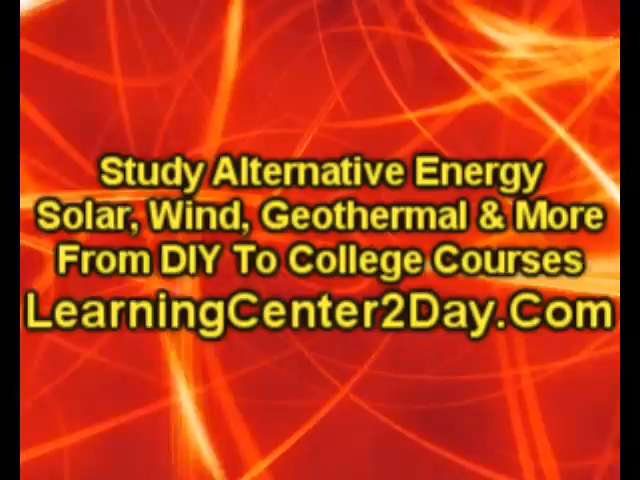 Study Alternative Energy
Solar, Wind, Geothermal & More
From DIY To College Courses
LearningCenter2Day.Com